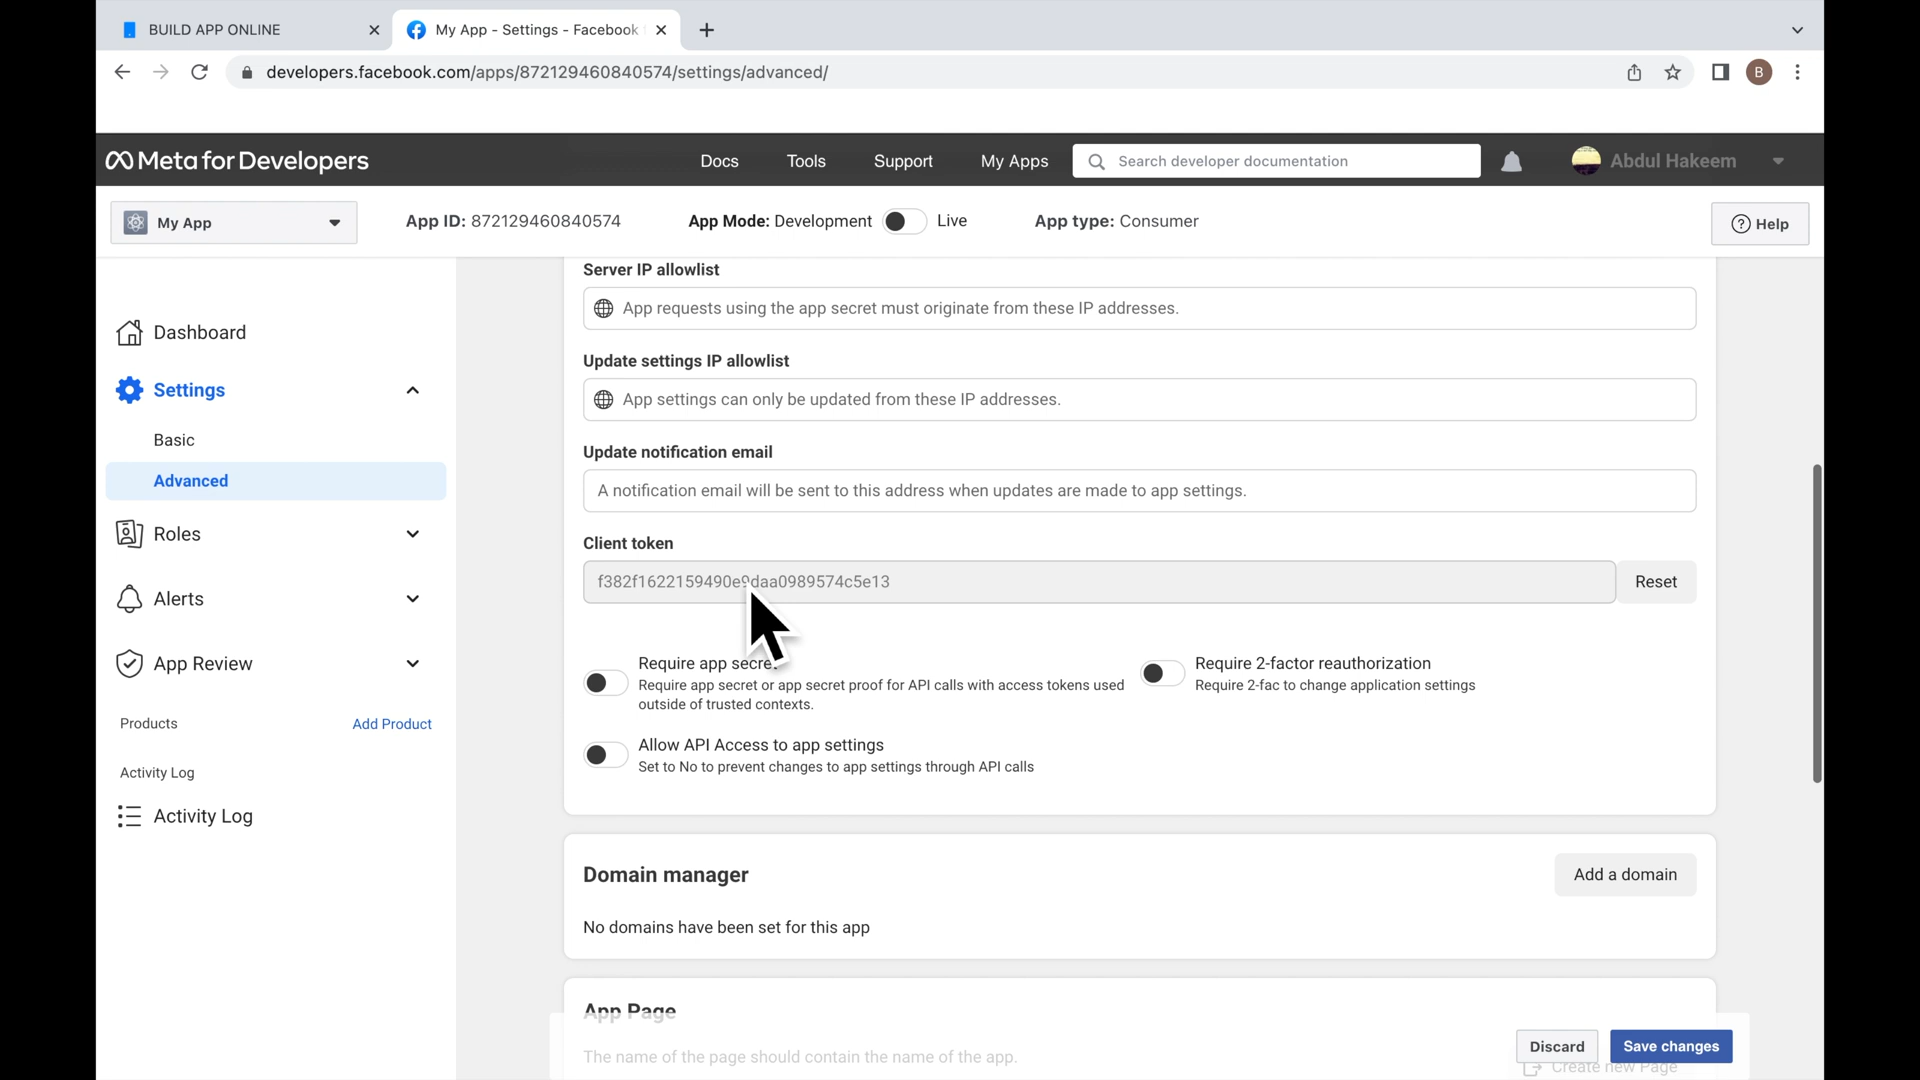 BUILD APP ONLINE
My App - Settings - Facebook
developers.facebook.com/apps/872129460840574/settings/advanced/
B
Meta for Developers
Docs
Tools
Support
My Apps
Search developer documentation
Abdul Hakeem
My App
App ID: 872129460840574
App Mode: Development
Live
App type: Consumer
Help
Dashboard
Settings
Basic
Advanced
Roles
Alerts
App Review
Products
Add Product
Activity Log
Activity Log
Server IP allowlist
App requests using the app secret must originate from these IP addresses.
Update settings IP allowlist
App settings can only be updated from these IP addresses.
Update notification email
A notification email will be sent to this address when updates are made to app settings.
Client token
f382f1622159490e9daa0989574c5e13
Reset
Require app secret
Require app secret or app secret proof for API calls with access tokens used
outside of trusted contexts.
Require 2-factor reauthorization
Require 2-fac to change application settings
Allow API Access to app settings
Set to No to prevent changes to app settings through API calls
Domain manager
Add a domain
No domains have been set for this app
App Page
The name of the page should contain the name of the app.
Discard
Save changes
Create new Page